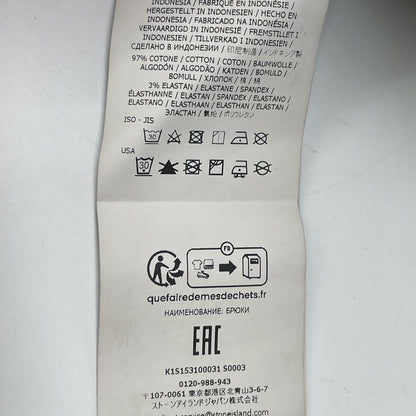 INDONESIA / FABRIQUÉ EN INDONÉSIE /
HERGESTELLT IN INDONESIEN / HECHO EN
INDONESIA / FABRICADO NA INDONÉSIA /
VERVAARDIGD IN INDONESIË / FREMSTILLET I
INDONESIEN / TILLVERKAD I INDONESIEN /
СДЕЛАНО В ИНДОНЕЗИИ / 印尼制造 / インドネシア製
97% COTONE / COTTON / COTON / BAUMWOLLE /
ALGODÓN / ALGODÃO / KATOEN / BOMULD /
BOMULL / ХЛОПОК / 棉 / 綿
3% ELASTAN / ELASTANE / SPANDEX /
ÉLASTHANNE / ELASTAN / SPANDEX / ELASTANO /
ELASTANO / ELASTHAAN / ELASTHAN / ELASTAN /
ЭЛАСТАН / 氨纶 / ポリウレタン
ISO - JIS
30
USA
30
FR
quefairedemesdechets.fr
НАИМЕНОВАНИЕ: БРЮКИ
EAC
K1S153100031 S0003
0120-988-943
〒107-0061 東京都港区北青山3-6-7
ストーンアイランドジャパン株式会社
service@stoneisland.com